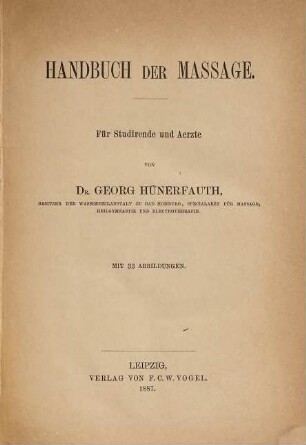 HANDBUCH DER MASSAGE.
Für Studirende und Aerzte
VON
DR. GEORG HÜNERFAUTH,
BESITZER DER WASSERHEILANSTALT ZU BAD HOMBURG, SPECIALARZT FÜR MASSAGE,
HEILGYMNASTIK UND ELECTROTHERAPIE.
MIT 33 ABBILDUNGEN.
LEIPZIG,
VERLAG VON F. C. W. VOGEL.
1887.